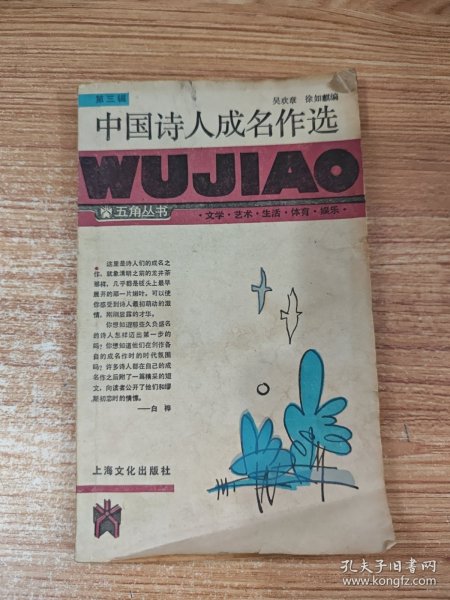 第三辑
吴欢章 徐如麒编
中国诗人成名作选
WUJIAO
五角丛书
·文学·艺术·生活·体育·娱乐·
这里是诗人们的成名之
作，就象清明之前的龙井茶
那样，几乎都是枝头上最早
展开的那一片嫩叶。可以使
你感受到诗人最初萌动的激
情，刚刚显露的才华。
你想知道那些久负盛名
的诗人怎样迈出第一步的
吗？你想知道他们在创作各
自的成名作时的时代氛围
吗？许多诗人都在自己的成
名作之后附了一篇精采的短
文，向读者公开了他们和缪
斯初恋时的情愫。
——白桦
上海文化出版社
孔夫子旧书网
www.kongfz.com